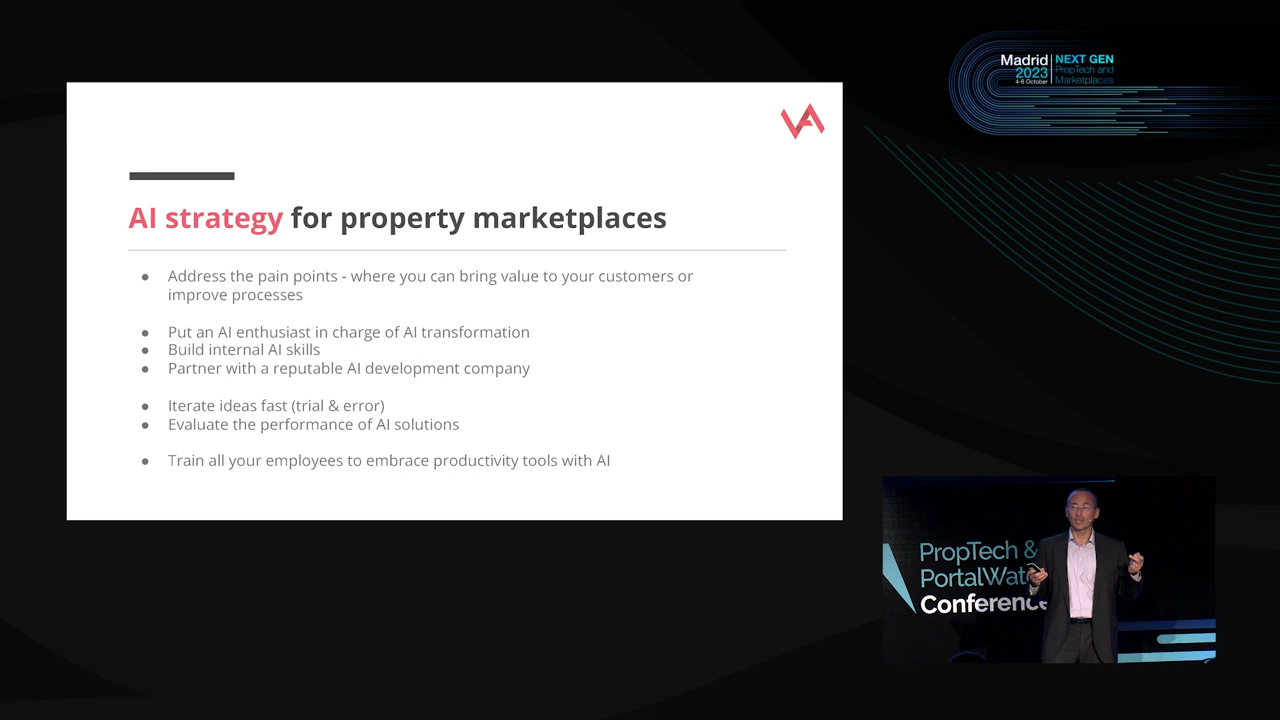 Madrid
2023
4-6 October
NEXT GEN
PropTech and
Marketplaces
AI strategy for property marketplaces
● Address the pain points - where you can bring value to your customers or
improve processes
● Put an AI enthusiast in charge of AI transformation
● Build internal AI skills
● Partner with a reputable AI development company
● Iterate ideas fast (trial & error)
● Evaluate the performance of AI solutions
● Train all your employees to embrace productivity tools with AI
PropTech &
PortalWatc
Conference